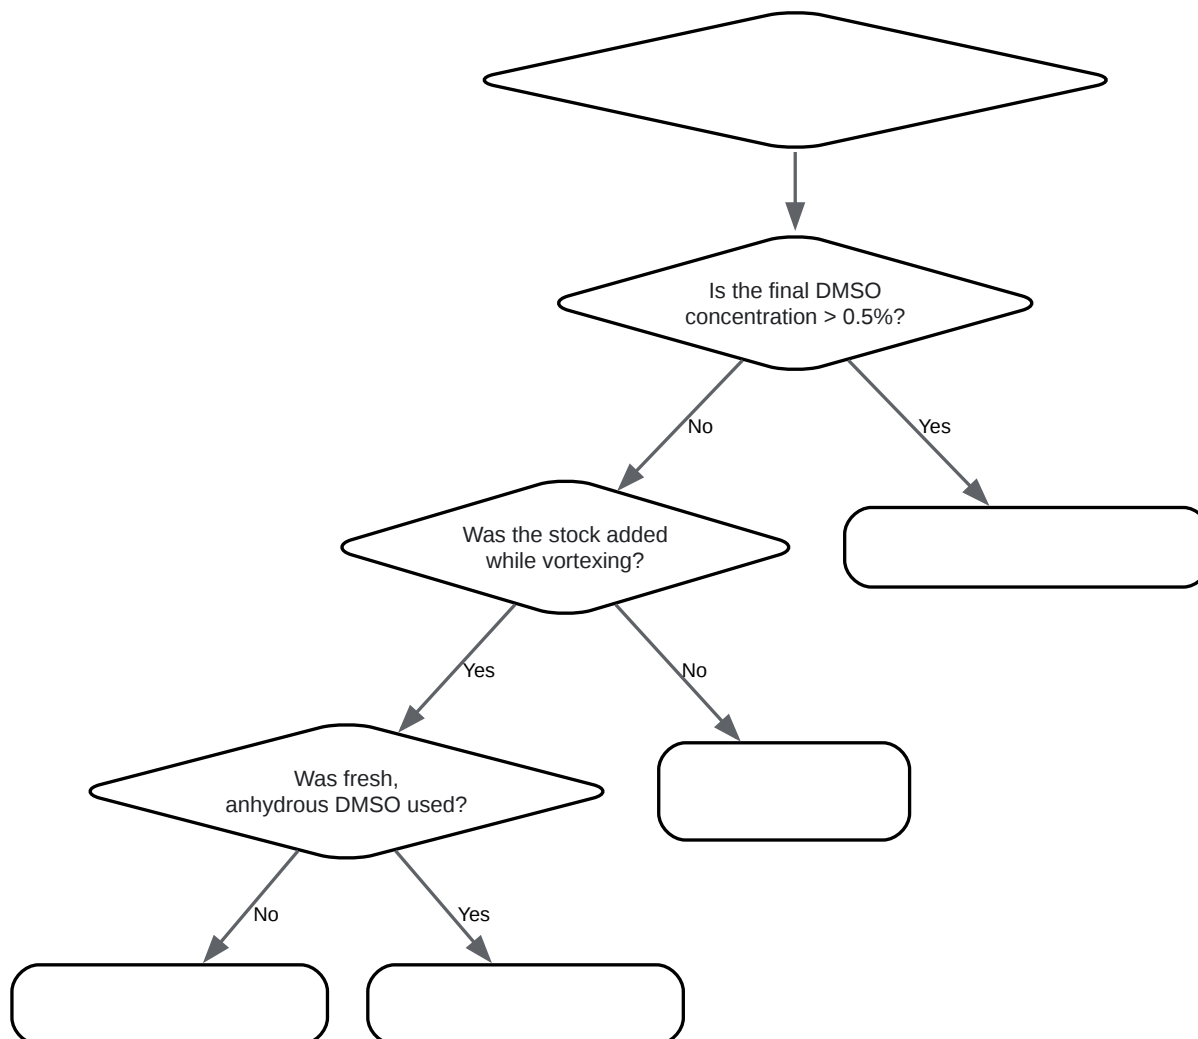 Is the final DMSO
concentration > 0.5%?
No
Yes
Was the stock added
while vortexing?
Yes
No
Was fresh,
anhydrous DMSO used?
No
Yes